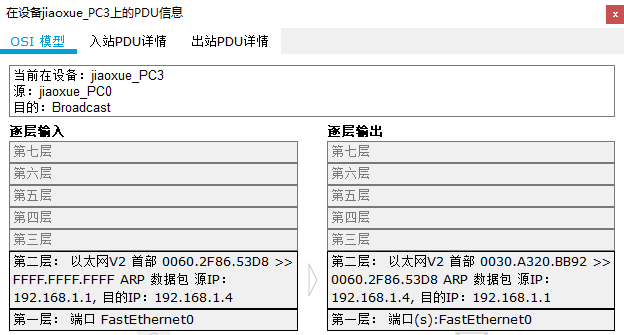 在设备jiaoxue_PC3上的PDU信息
x
OSI 模型 入站PDU详情 出站PDU详情
当前在设备：jiaoxue_PC3
源：jiaoxue_PC0
目的：Broadcast
逐层输入
第七层
第六层
第五层
第四层
第三层
第二层： 以太网V2 首部 0060.2F86.53D8 >>
FFFF.FFFF.FFFF ARP 数据包 源IP：
192.168.1.1, 目的IP：192.168.1.4
第一层： 端口 FastEthernet0
逐层输出
第七层
第六层
第五层
第四层
第三层
第二层： 以太网V2 首部 0030.A320.BB92 >>
0060.2F86.53D8 ARP 数据包 源IP：
192.168.1.4, 目的IP：192.168.1.1
第一层： 端口(s):FastEthernet0